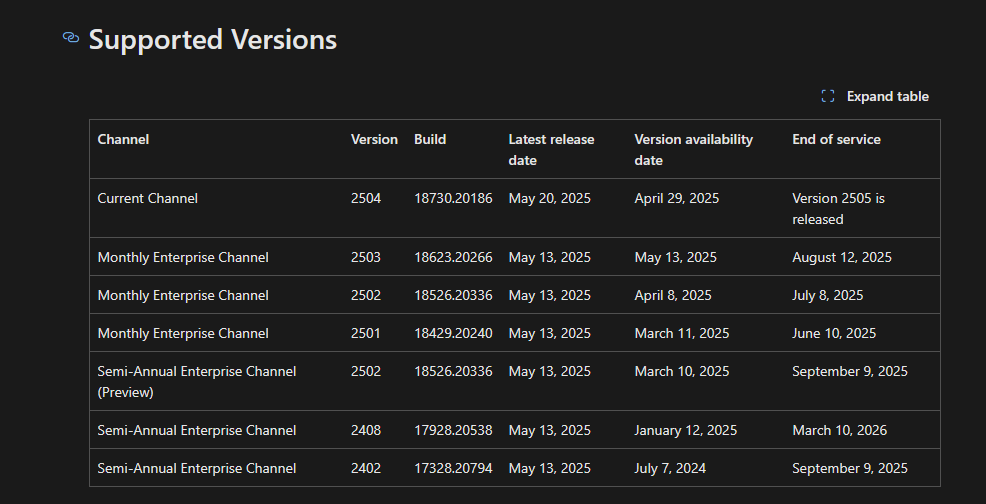 Supported Versions
Expand table
Channel Version Build Latest release date Version availability date End of service
Current Channel 2504 18730.20186 May 20, 2025 April 29, 2025 Version 2505 is released
Monthly Enterprise Channel 2503 18623.20266 May 13, 2025 May 13, 2025 August 12, 2025
Monthly Enterprise Channel 2502 18526.20336 May 13, 2025 April 8, 2025 July 8, 2025
Monthly Enterprise Channel 2501 18429.20240 May 13, 2025 March 11, 2025 June 10, 2025
Semi-Annual Enterprise Channel (Preview) 2502 18526.20336 May 13, 2025 March 10, 2025 September 9, 2025
Semi-Annual Enterprise Channel 2408 17928.20538 May 13, 2025 January 12, 2025 March 10, 2026
Semi-Annual Enterprise Channel 2402 17328.20794 May 13, 2025 July 7, 2024 September 9, 2025